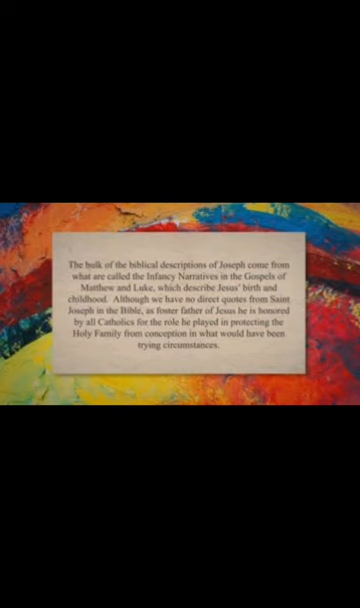 The bulk of the biblical descriptions of Joseph come from
what are called the Infancy Narratives in the Gospels of
Matthew and Luke, which describe Jesus' birth and
childhood. Although we have no direct quotes from Saint
Joseph in the Bible, as foster father of Jesus he is honored
by all Catholics for the role he played in protecting the
Holy Family from conception in what would have been
trying circumstances.